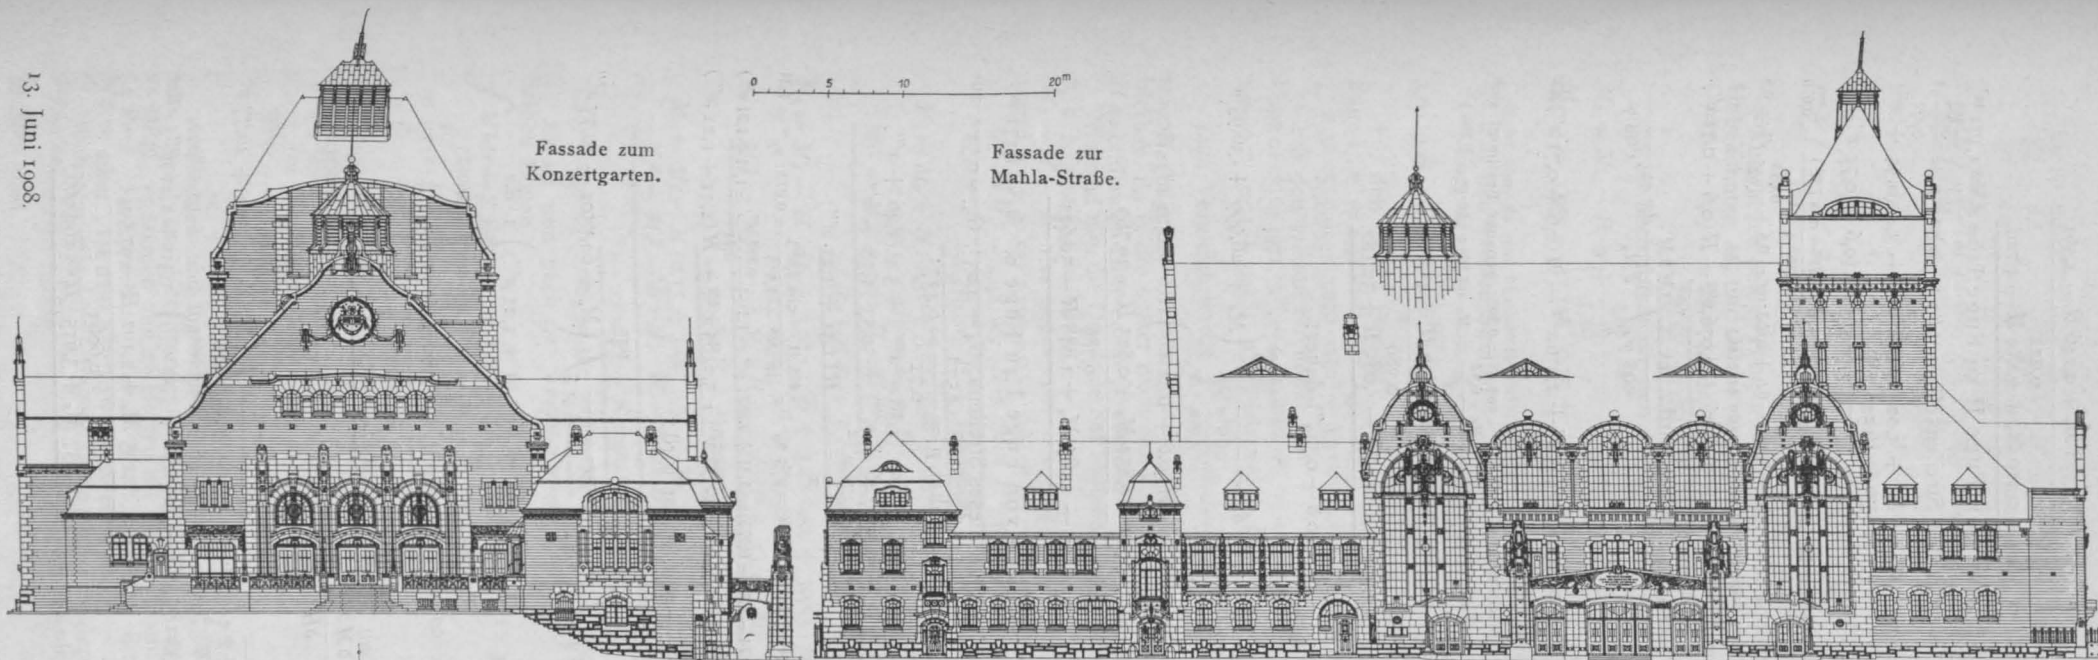 13. Juni 1908.
0 5 10 20m
Fassade zum
Konzertgarten.
Fassade zur
Mahla-Straße.